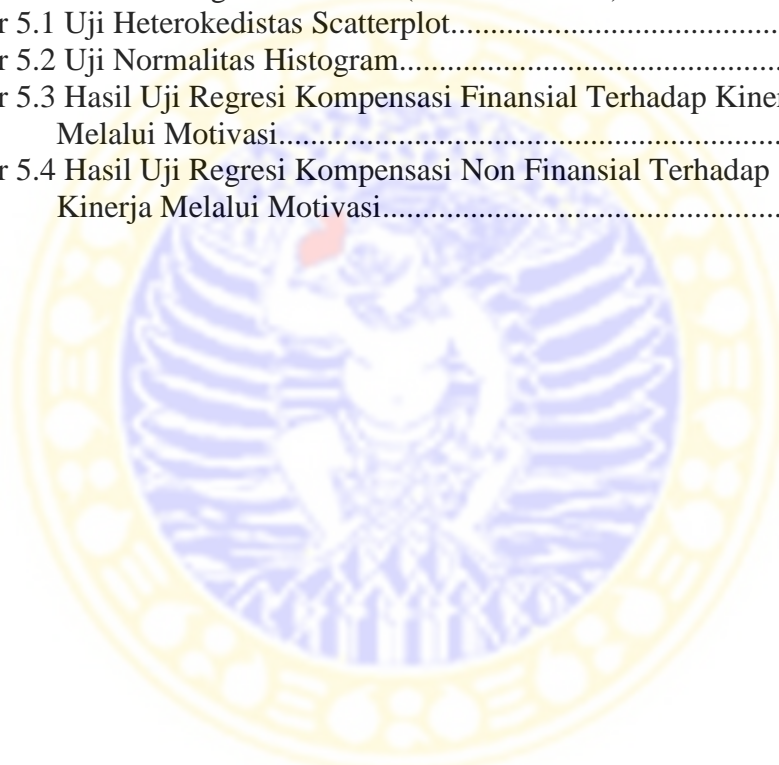 r 5.1 Uji Heterokedistas Scatterplot.......................................
r 5.2 Uji Normalitas Histogram..............................................
r 5.3 Hasil Uji Regresi Kompensasi Finansial Terhadap Kiner
Melalui Motivasi.............................................................
r 5.4 Hasil Uji Regresi Kompensasi Non Finansial Terhadap
Kinerja Melalui Motivasi................................................